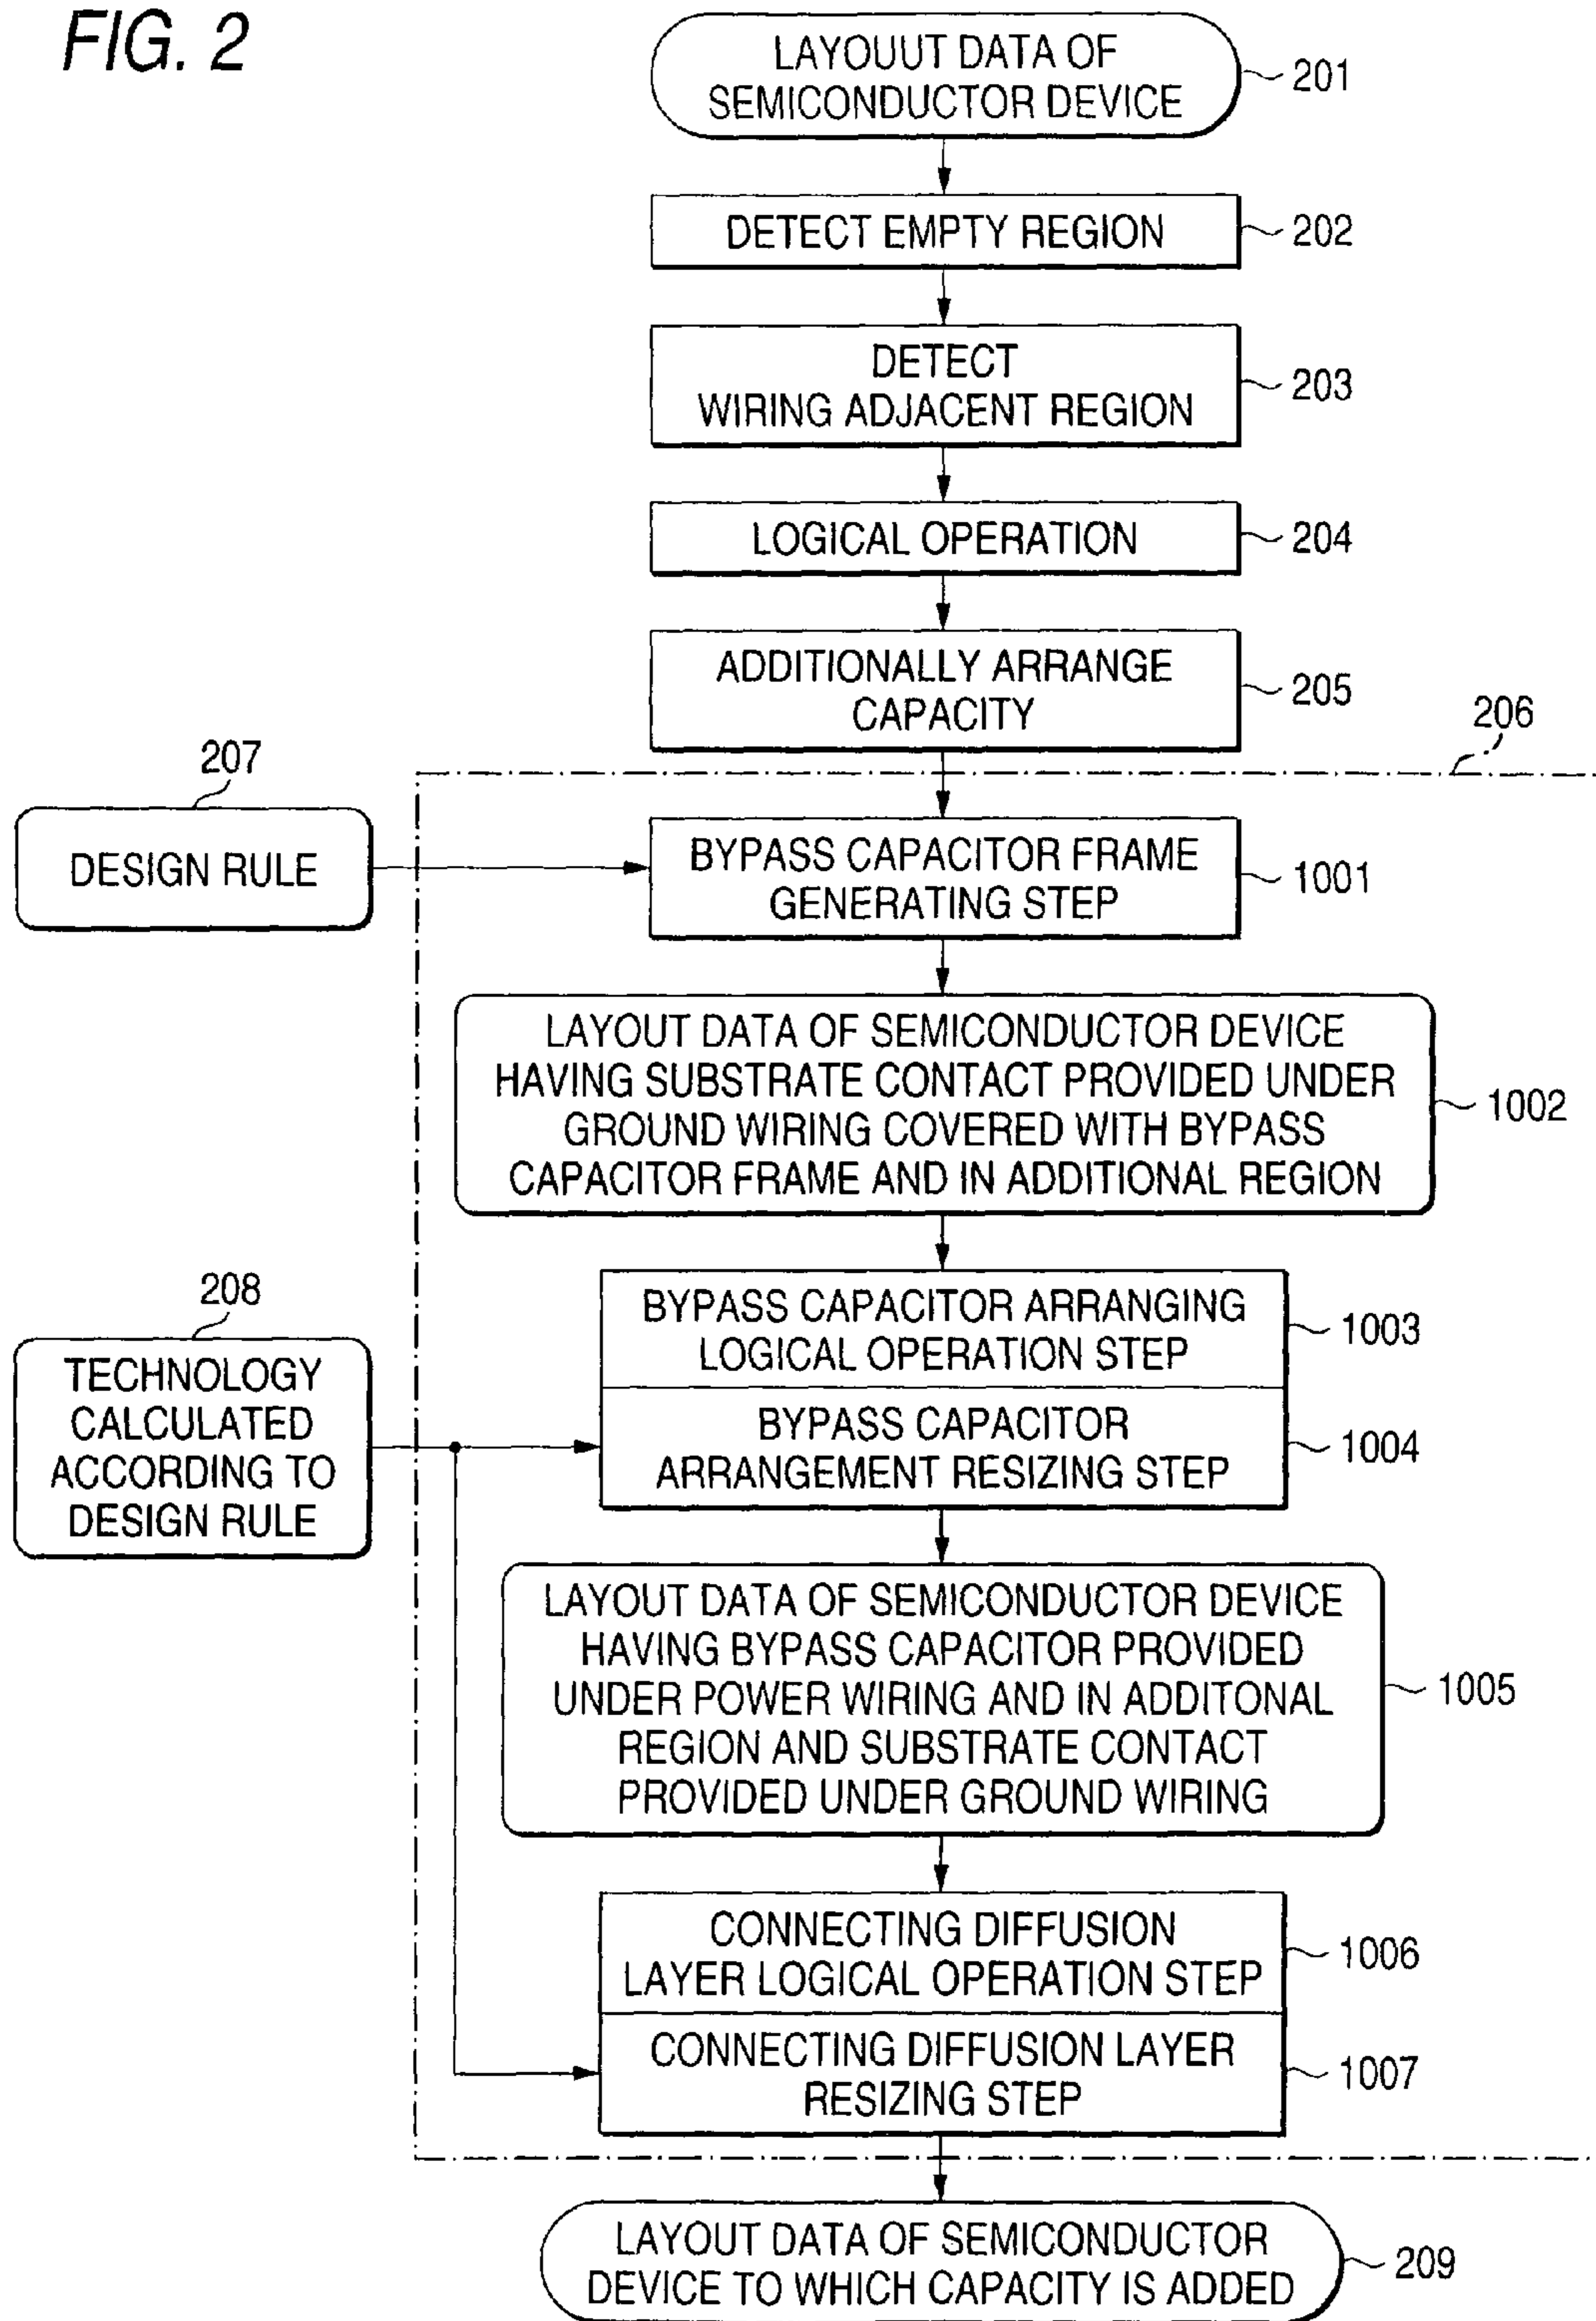 FIG. 2
LAYOUUT DATA OF
SEMICONDUCTOR DEVICE
201
DETECT EMPTY REGION
202
DETECT
WIRING ADJACENT REGION
203
LOGICAL OPERATION
204
ADDITIONALLY ARRANGE
CAPACITY
205
206
207
DESIGN RULE
BYPASS CAPACITOR FRAME
GENERATING STEP
1001
LAYOUT DATA OF SEMICONDUCTOR DEVICE
HAVING SUBSTRATE CONTACT PROVIDED UNDER
GROUND WIRING COVERED WITH BYPASS
CAPACITOR FRAME AND IN ADDITIONAL REGION
1002
208
TECHNOLOGY
CALCULATED
ACCORDING TO
DESIGN RULE
BYPASS CAPACITOR ARRANGING
LOGICAL OPERATION STEP
1003
BYPASS CAPACITOR
ARRANGEMENT RESIZING STEP
1004
LAYOUT DATA OF SEMICONDUCTOR DEVICE
HAVING BYPASS CAPACITOR PROVIDED
UNDER POWER WIRING AND IN ADDITONAL
REGION AND SUBSTRATE CONTACT
PROVIDED UNDER GROUND WIRING
1005
CONNECTING DIFFUSION
LAYER LOGICAL OPERATION STEP
1006
CONNECTING DIFFUSION LAYER
RESIZING STEP
1007
LAYOUT DATA OF SEMICONDUCTOR
DEVICE TO WHICH CAPACITY IS ADDED
209